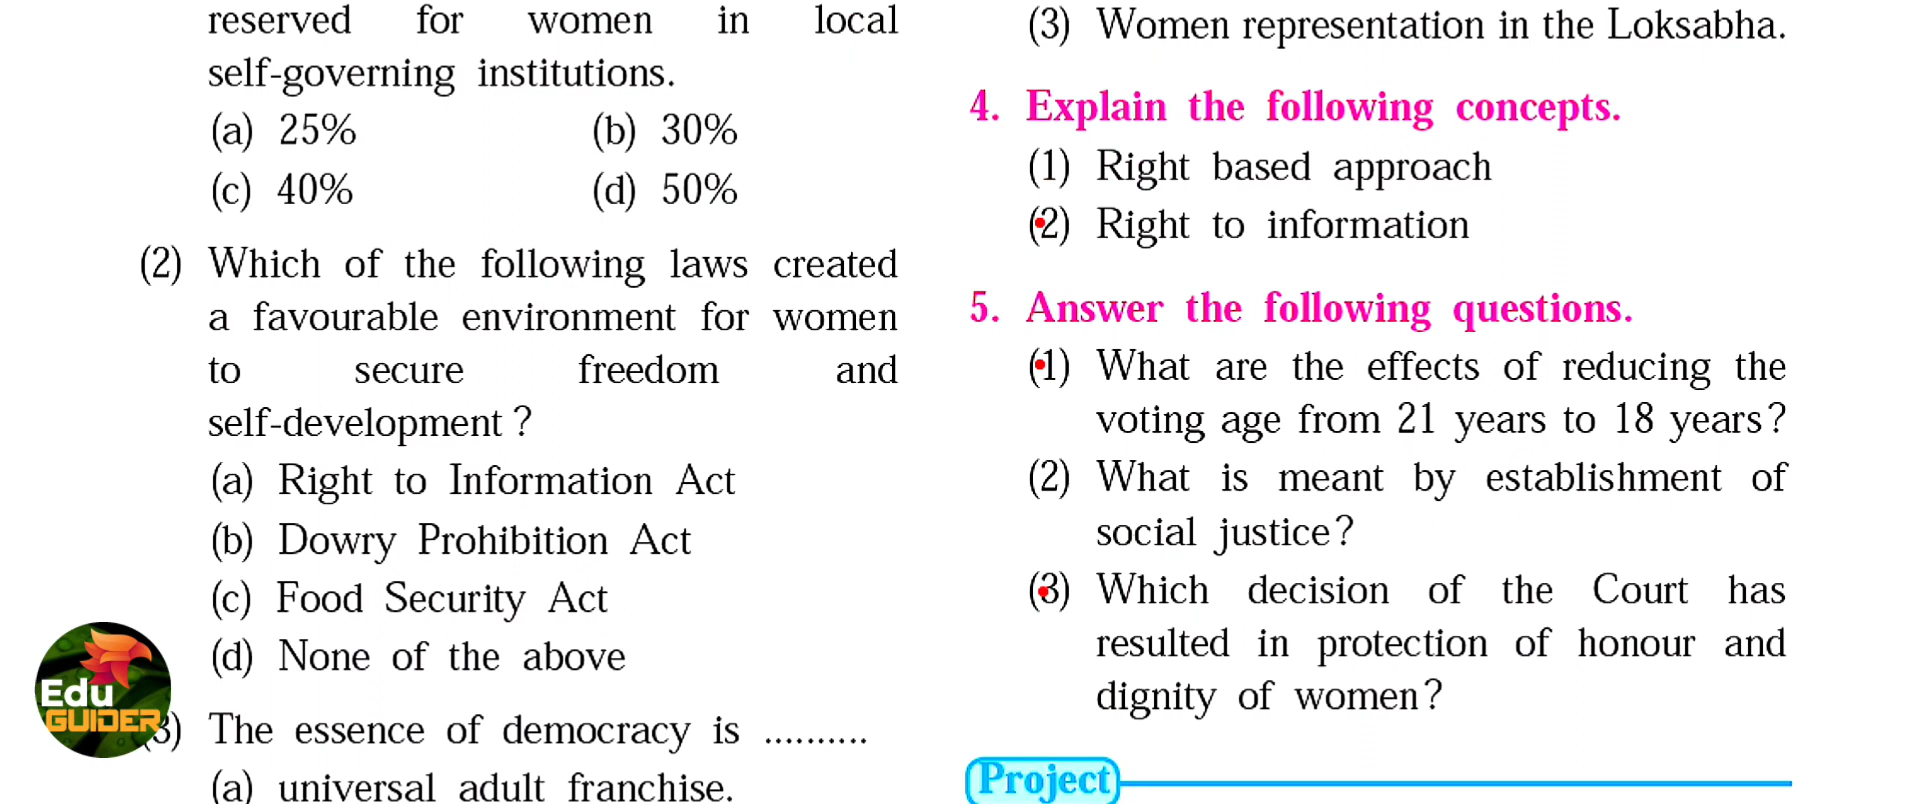 reserved for women in local
self-governing institutions.
(a) 25% (b) 30%
(c) 40% (d) 50%
(2) Which of the following laws created
a favourable environment for women
to secure freedom and
self-development ?
(a) Right to Information Act
(b) Dowry Prohibition Act
(c) Food Security Act
(d) None of the above
Edu
GUIDER
3) The essence of democracy is ..........
(a) universal adult franchise.
(3) Women representation in the Loksabha.
4. Explain the following concepts.
(1) Right based approach
(2) Right to information
5. Answer the following questions.
(1) What are the effects of reducing the
voting age from 21 years to 18 years?
(2) What is meant by establishment of
social justice?
(3) Which decision of the Court has
resulted in protection of honour and
dignity of women?
Project